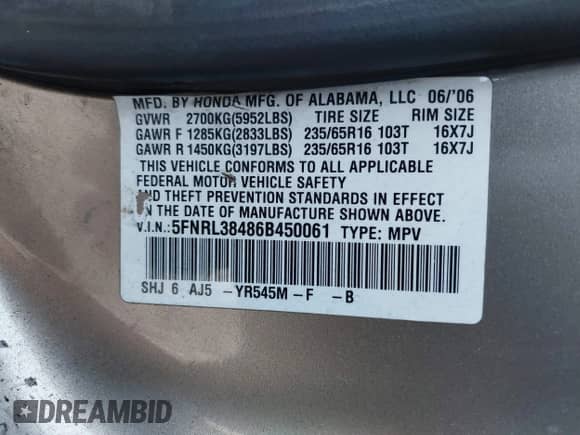 MFD. BY HONDA MFG. OF ALABAMA, LLC 06/'06
GVWR 2700KG(5952LBS) TIRE SIZE RIM SIZE
GAWR F 1285KG(2833LBS) 235/65R16 103T 16X7J
GAWR R 1450KG(3197LBS) 235/65R16 103T 16X7J
THIS VEHICLE CONFORMS TO ALL APPLICABLE
FEDERAL MOTOR VEHICLE SAFETY
AND THEFT PREVENTION STANDARDS IN EFFECT
ON THE DATE OF MANUFACTURE SHOWN ABOVE.
V.I.N.: 5FNRL38486B450061 TYPE: MPV
SHJ 6 AJ5 -YR545M-F -B
DREAMBID